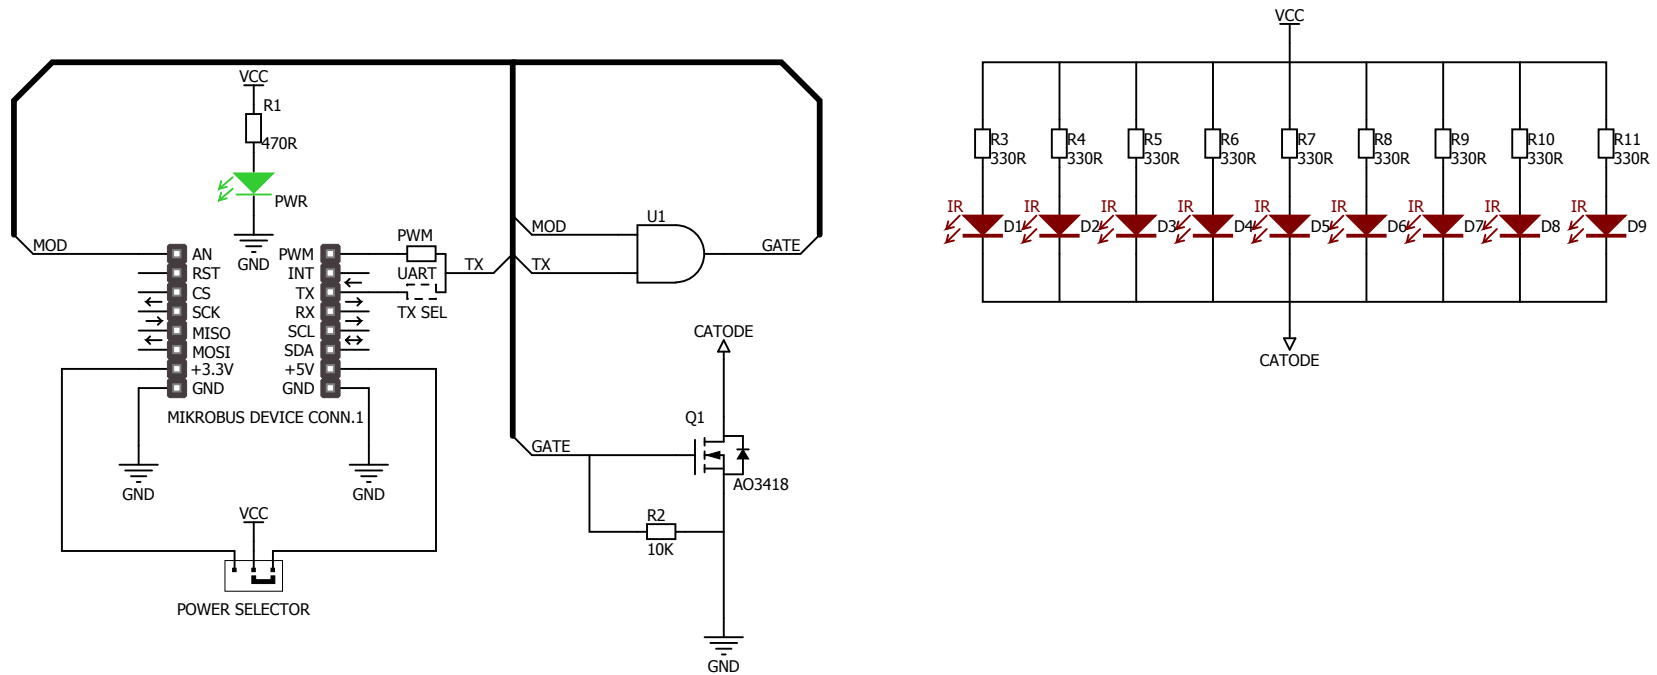 VCC
R1
470R
PWR
GND
MOD
AN
RST
CS
SCK
MISO
MOSI
+3.3V
GND
PWM
INT
TX
RX
SCL
SDA
+5V
GND
MIKROBUS DEVICE CONN.1
GND
GND
VCC
POWER SELECTOR
PWM
UART
TX SEL
TX
MOD
TX
U1
GATE
CATODE
Q1
GATE
AO3418
R2
10K
GND
VCC
R3
330R
R4
330R
R5
330R
R6
330R
R7
330R
R8
330R
R9
330R
R10
330R
R11
330R
IR
D1
IR
D2
IR
D3
IR
D4
IR
D5
IR
D6
IR
D7
IR
D8
IR
D9
CATODE